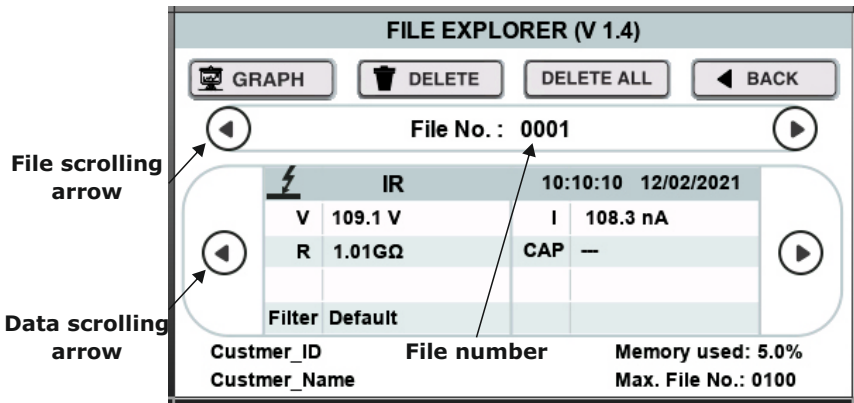 FILE EXPLORER (V 1.4)
GRAPH DELETE DELETE ALL BACK
File No. : 0001
File scrolling
arrow
IR 10:10:10 12/02/2021
V 109.1 V I 108.3 nA
R 1.01GΩ CAP ---
Filter Default
Data scrolling
arrow
Custmer_ID File number Memory used: 5.0%
Custmer_Name Max. File No.: 0100